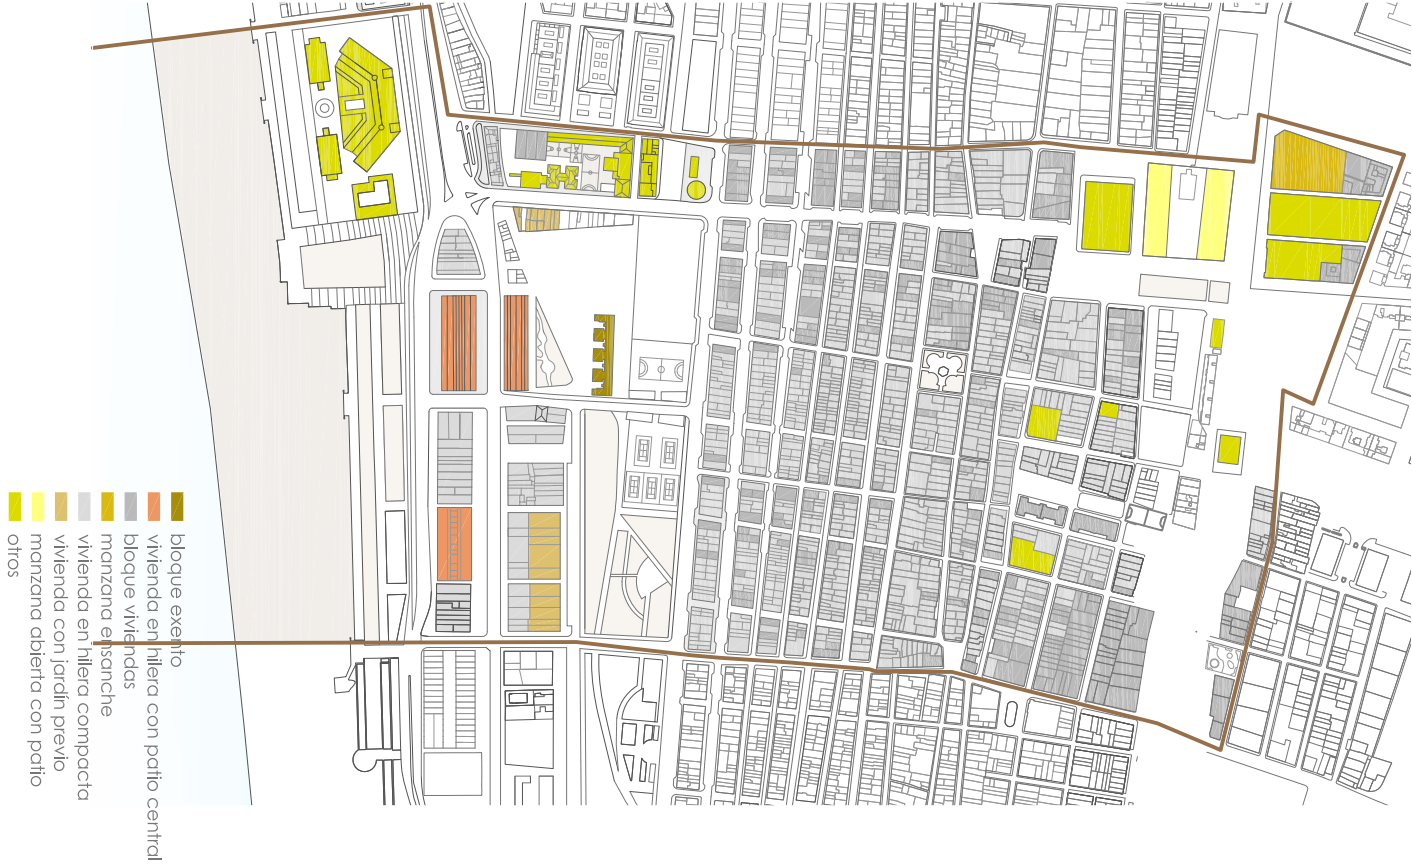 bloque exento
vivienda en hilera con patio central
bloque viviendas
manzana ensanche
vivienda en hilera compacta
vivienda con jardín previo
manzana abierta con patio
otros